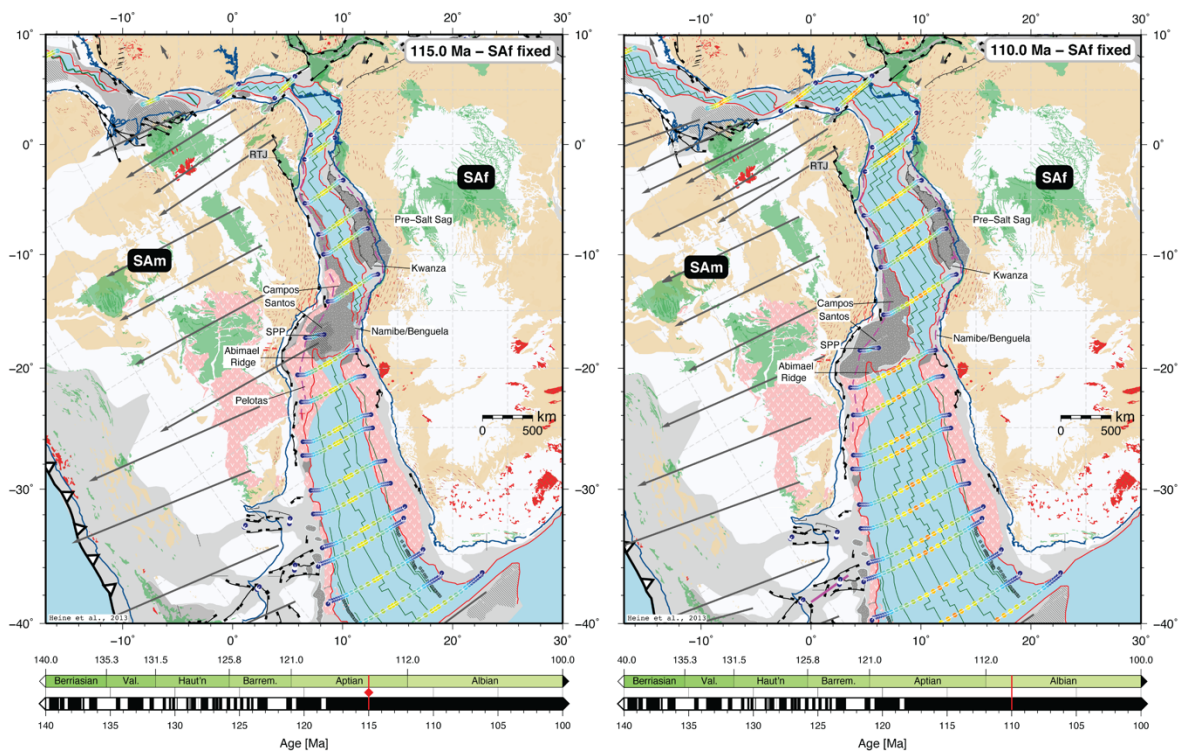 10° 0° −10° −20° −30° −40°
−10° 0° 10° 20° 30°
115.0 Ma – SAf fixed
RTJ
SAf
Pre−Salt Sag
SAm
Kwanza
Campos
Santos
SPP
Namibe/Benguela
Abimael
Ridge
Pelotas
km
0 500
Heine et al., 2013
−10° 0° 10° 20° 30°
140.0 135.3 131.5 125.8 121.0 112.0 100.0
Berriasian Val. Haut'n Barrem. Aptian Albian
140 135 130 125 120 115 110 105 100
Age [Ma]
10° 0° −10° −20° −30° −40°
−10° 0° 10° 20° 30°
110.0 Ma – SAf fixed
RTJ
SAf
Pre−Salt Sag
SAm
Kwanza
Campos
Santos
SPP
Namibe/Benguela
Abimael
Ridge
km
0 500
Heine et al., 2013
−10° 0° 10° 20° 30°
40.0 135.3 131.5 125.8 121.0 112.0 100.0
Berriasian Val. Haut'n Barrem. Aptian Albian
140 135 130 125 120 115 110 105 100
Age [Ma]